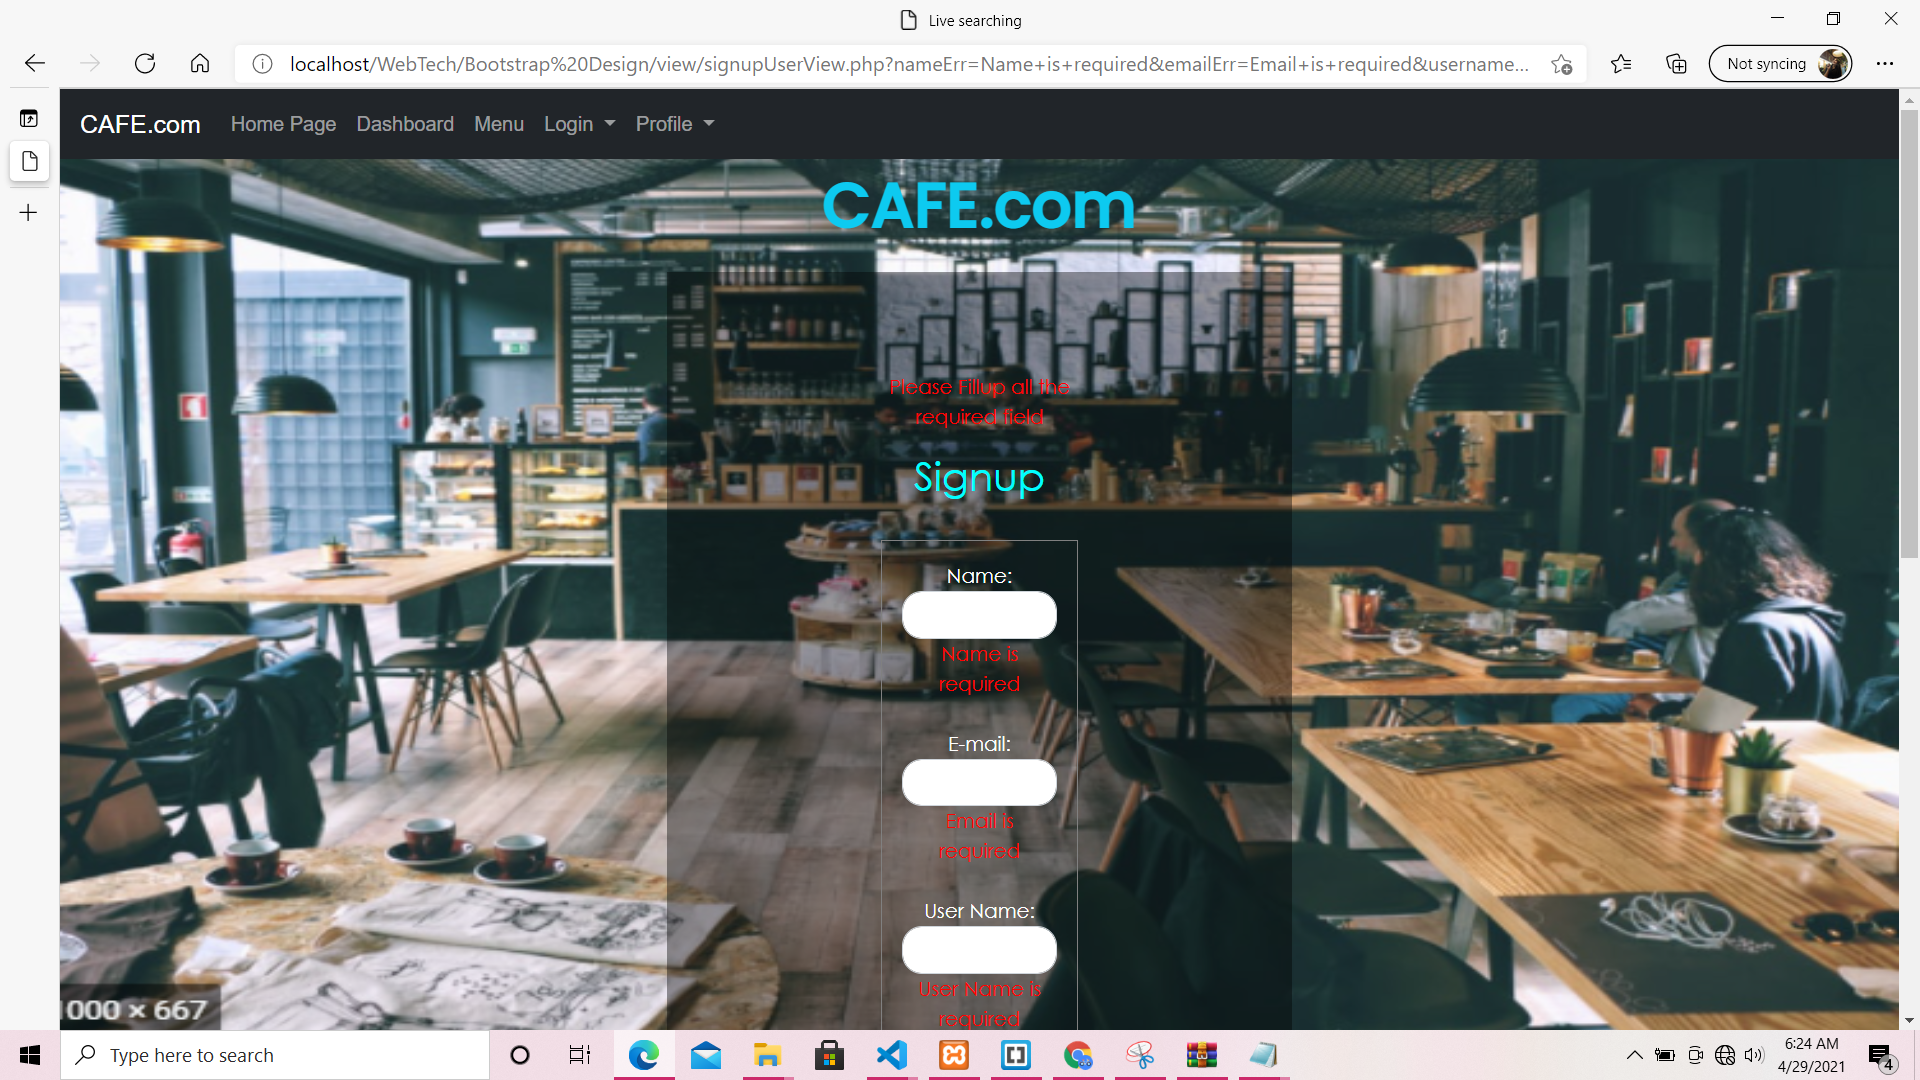 Live searching
localhost/WebTech/Bootstrap%20Design/view/signupUserView.php?nameErr=Name+is+required&emailErr=Email+is+required&username...
Not syncing
CAFE.com Home Page Dashboard Menu Login Profile
CAFE.com
Please Fillup all the
required field
Signup
Name:
Name is
required
E-mail:
Email is
required
User Name:
User Name is
required
1000 × 667
Type here to search
6:24 AM
4/29/2021
4